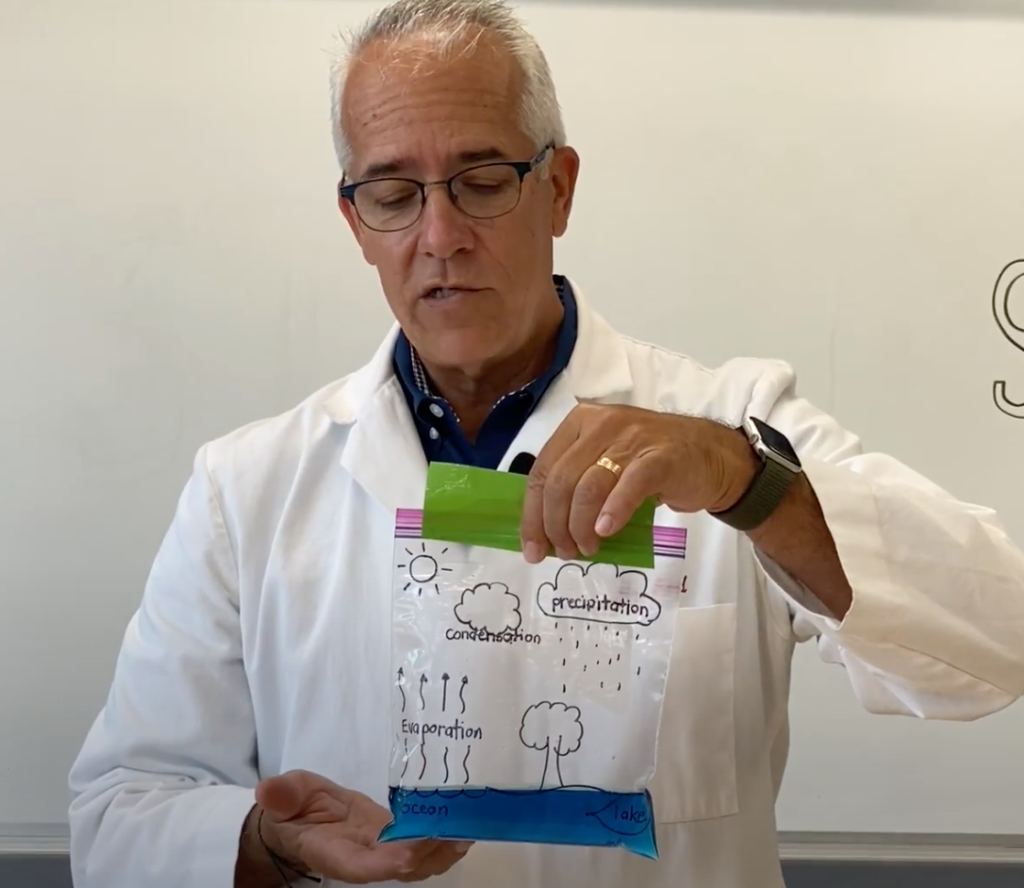 precipitation
condensation
Evaporation
ocean
lake